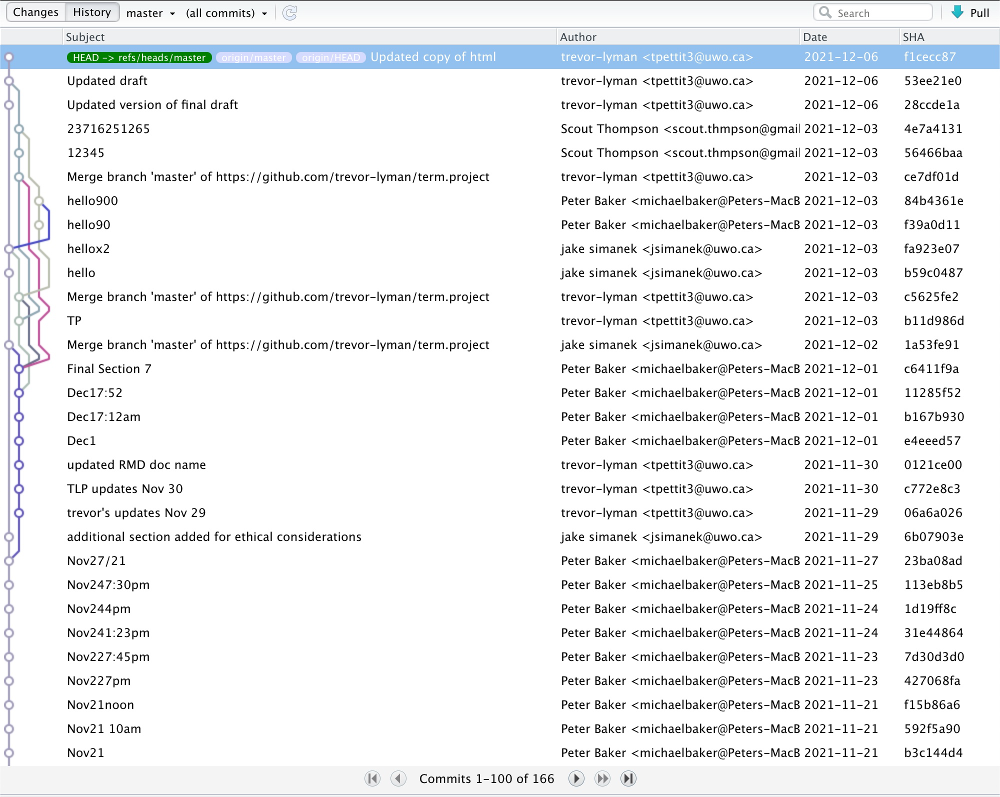 Changes History master (all commits) Search Pull
Subject Author Date SHA
HEAD -> refs/heads/master origin/master origin/HEAD Updated copy of html trevor-lyman <tpettit3@uwo.ca> 2021-12-06 f1cecc87
Updated draft trevor-lyman <tpettit3@uwo.ca> 2021-12-06 53ee21e0
Updated version of final draft trevor-lyman <tpettit3@uwo.ca> 2021-12-06 28ccde1a
23716251265 Scout Thompson <scout.thmpson@gmail 2021-12-03 4e7a4131
12345 Scout Thompson <scout.thmpson@gmail 2021-12-03 56466baa
Merge branch 'master' of https://github.com/trevor-lyman/term.project trevor-lyman <tpettit3@uwo.ca> 2021-12-03 ce7df01d
hello900 Peter Baker <michaelbaker@Peters-MacB 2021-12-03 84b4361e
hello90 Peter Baker <michaelbaker@Peters-MacB 2021-12-03 f39a0d11
hellox2 jake simanek <jsimanek@uwo.ca> 2021-12-03 fa923e07
hello jake simanek <jsimanek@uwo.ca> 2021-12-03 b59c0487
Merge branch 'master' of https://github.com/trevor-lyman/term.project trevor-lyman <tpettit3@uwo.ca> 2021-12-03 c5625fe2
TP trevor-lyman <tpettit3@uwo.ca> 2021-12-03 b11d986d
Merge branch 'master' of https://github.com/trevor-lyman/term.project jake simanek <jsimanek@uwo.ca> 2021-12-02 1a53fe91
Final Section 7 Peter Baker <michaelbaker@Peters-MacB 2021-12-01 c6411f9a
Dec17:52 Peter Baker <michaelbaker@Peters-MacB 2021-12-01 11285f52
Dec17:12am Peter Baker <michaelbaker@Peters-MacB 2021-12-01 b167b930
Dec1 Peter Baker <michaelbaker@Peters-MacB 2021-12-01 e4eeed57
updated RMD doc name trevor-lyman <tpettit3@uwo.ca> 2021-11-30 0121ce00
TLP updates Nov 30 trevor-lyman <tpettit3@uwo.ca> 2021-11-30 c772e8c3
trevor's updates Nov 29 trevor-lyman <tpettit3@uwo.ca> 2021-11-29 06a6a026
additional section added for ethical considerations jake simanek <jsimanek@uwo.ca> 2021-11-29 6b07903e
Nov27/21 Peter Baker <michaelbaker@Peters-MacB 2021-11-27 23ba08ad
Nov247:30pm Peter Baker <michaelbaker@Peters-MacB 2021-11-25 113eb8b5
Nov244pm Peter Baker <michaelbaker@Peters-MacB 2021-11-24 1d19ff8c
Nov241:23pm Peter Baker <michaelbaker@Peters-MacB 2021-11-24 31e44864
Nov227:45pm Peter Baker <michaelbaker@Peters-MacB 2021-11-23 7d30d3d0
Nov227pm Peter Baker <michaelbaker@Peters-MacB 2021-11-23 427068fa
Nov21noon Peter Baker <michaelbaker@Peters-MacB 2021-11-21 f15b86a6
Nov21 10am Peter Baker <michaelbaker@Peters-MacB 2021-11-21 592f5a90
Nov21 Peter Baker <michaelbaker@Peters-MacB 2021-11-21 b3c144d4
Commits 1-100 of 166